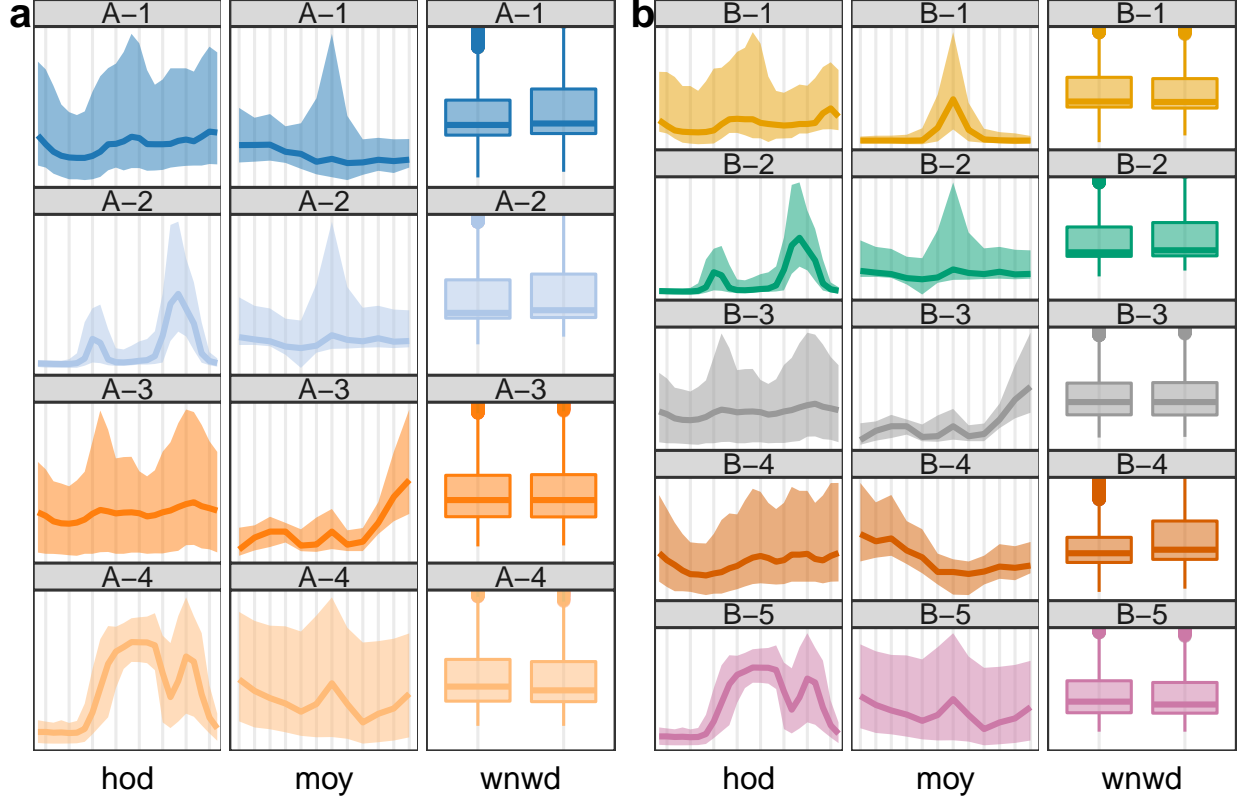 a
A−1 A−1 A−1
A−2 A−2 A−2
A−3 A−3 A−3
A−4 A−4 A−4
hod moy wnwd
b
B−1 B−1 B−1
B−2 B−2 B−2
B−3 B−3 B−3
B−4 B−4 B−4
B−5 B−5 B−5
hod moy wnwd